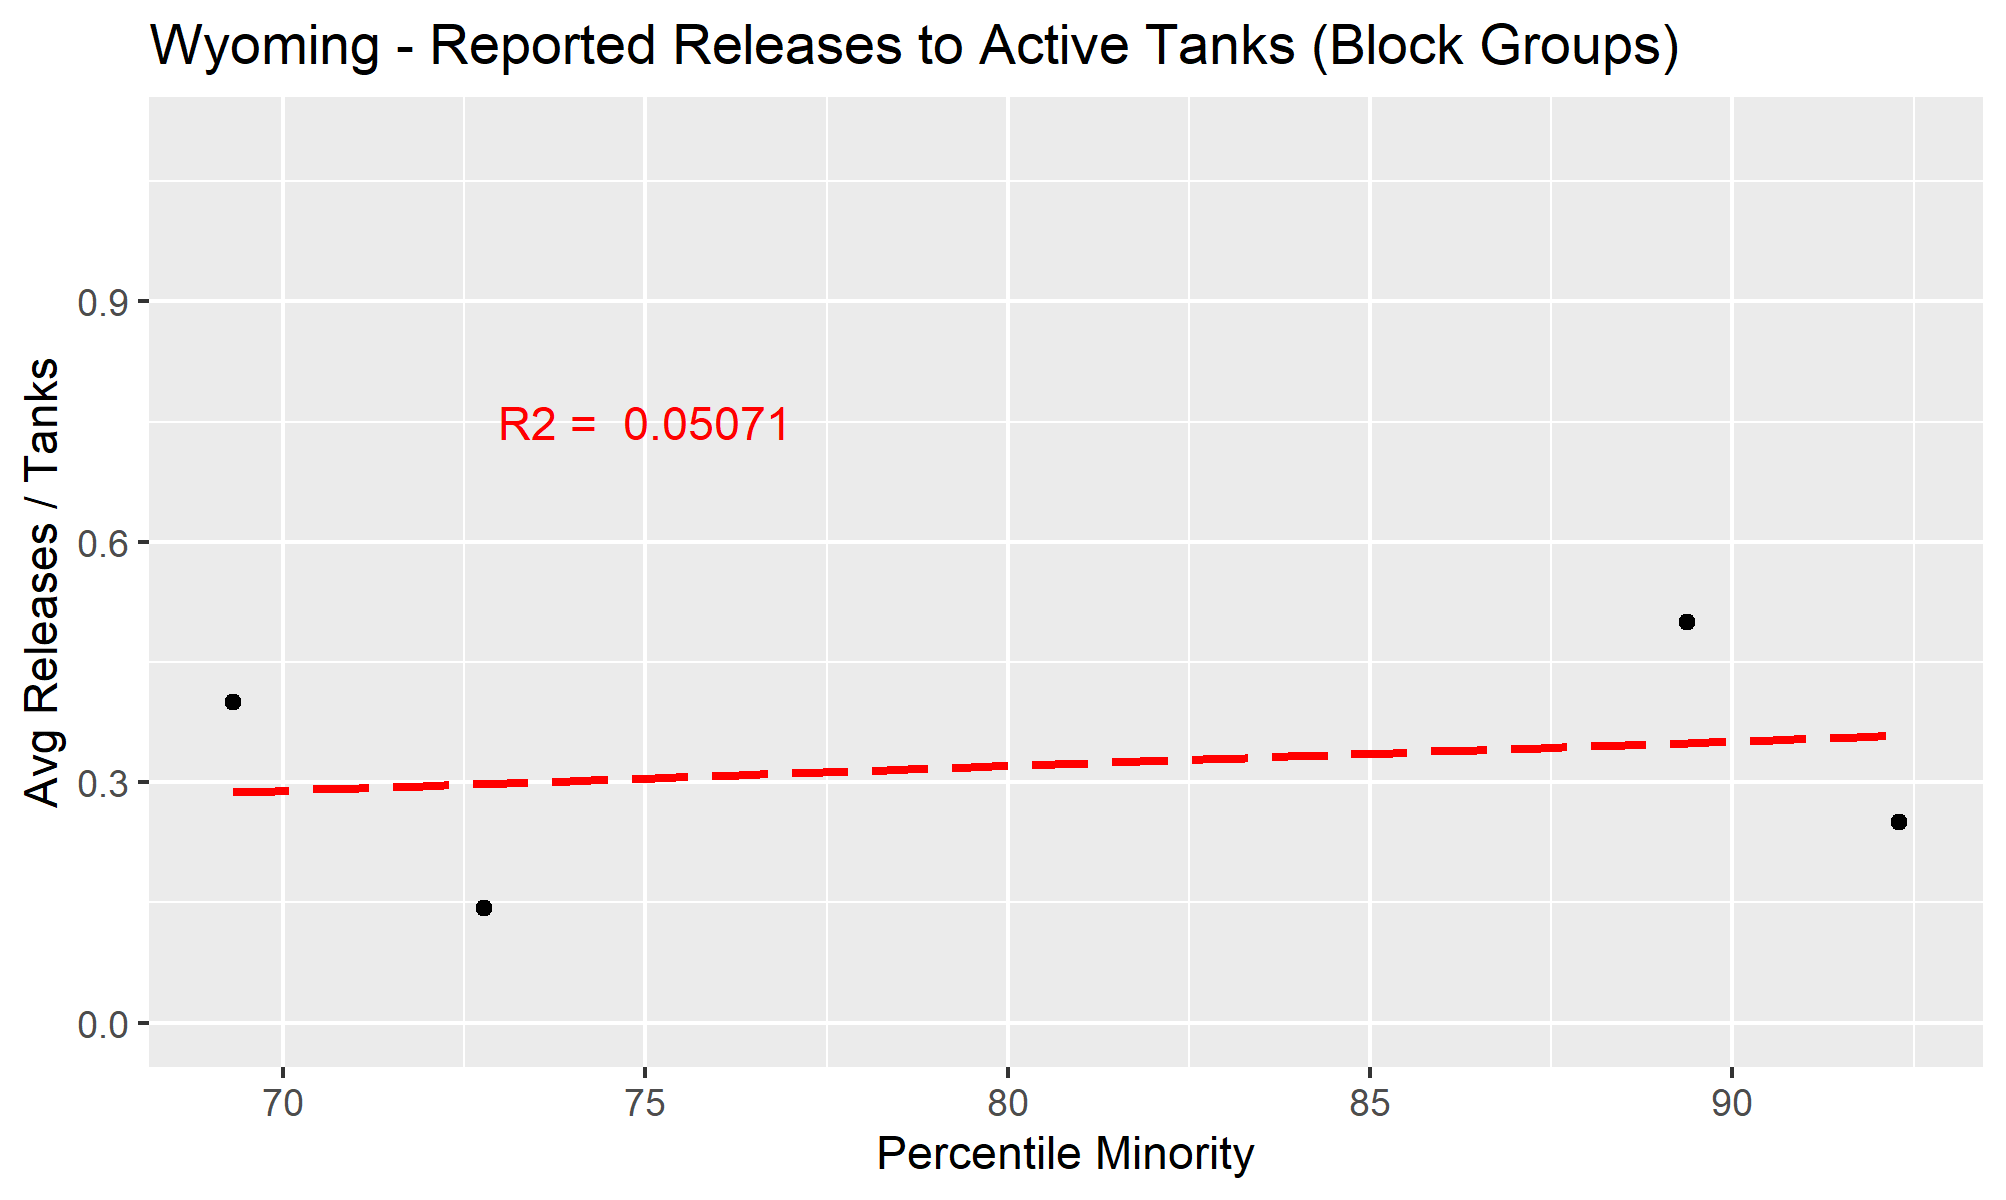 Wyoming - Reported Releases to Active Tanks (Block Groups)
Avg Releases / Tanks
0.9
0.6
0.3
0.0
R2 =  0.05071
70
75
80
85
90
Percentile Minority